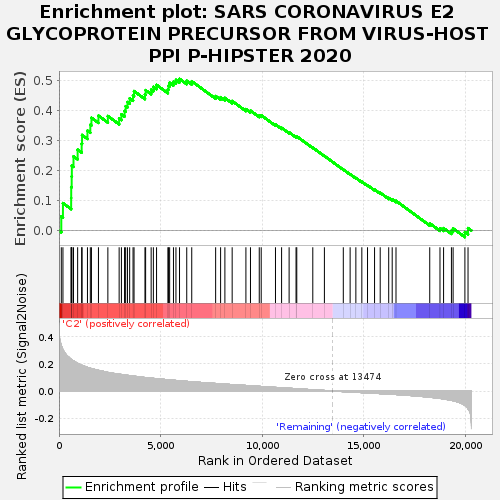 Enrichment plot: SARS CORONAVIRUS E2
GLYCOPROTEIN PRECURSOR FROM VIRUS-HOST
PPI P-HIPSTER 2020
Enrichment score (ES)
0.5
0.4
0.3
0.2
0.1
0.0
'C2' (positively correlated)
Ranked list metric (Signal2Noise)
0.4
0.2
0.0
-0.2
Zero cross at 13474
'Remaining' (negatively correlated)
0
5,000
10,000
15,000
20,000
Rank in Ordered Dataset
Enrichment profile
Hits
Ranking metric scores